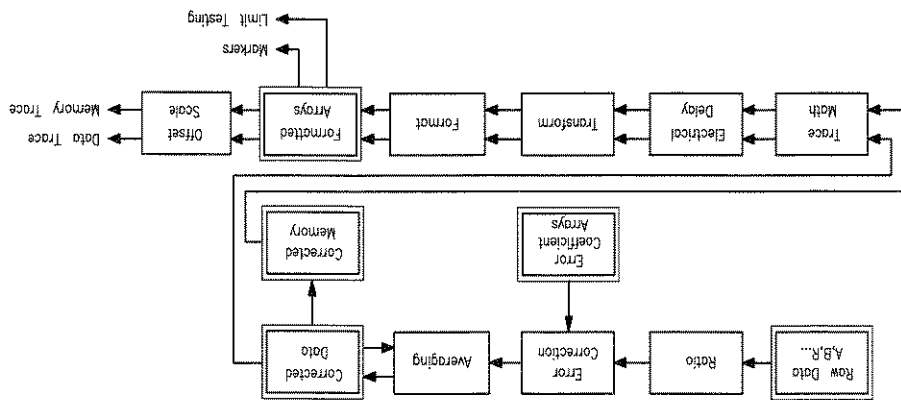 Raw Data
A,B,R...
Ratio
Error
Correction
Averaging
Corrected
Data
Error
Coefficient
Arrays
Corrected
Memory
Trace
Math
Electrical
Delay
Transform
Format
Formatted
Arrays
Offset
Scale
Data Trace
Memory Trace
Markers
Limit Testing